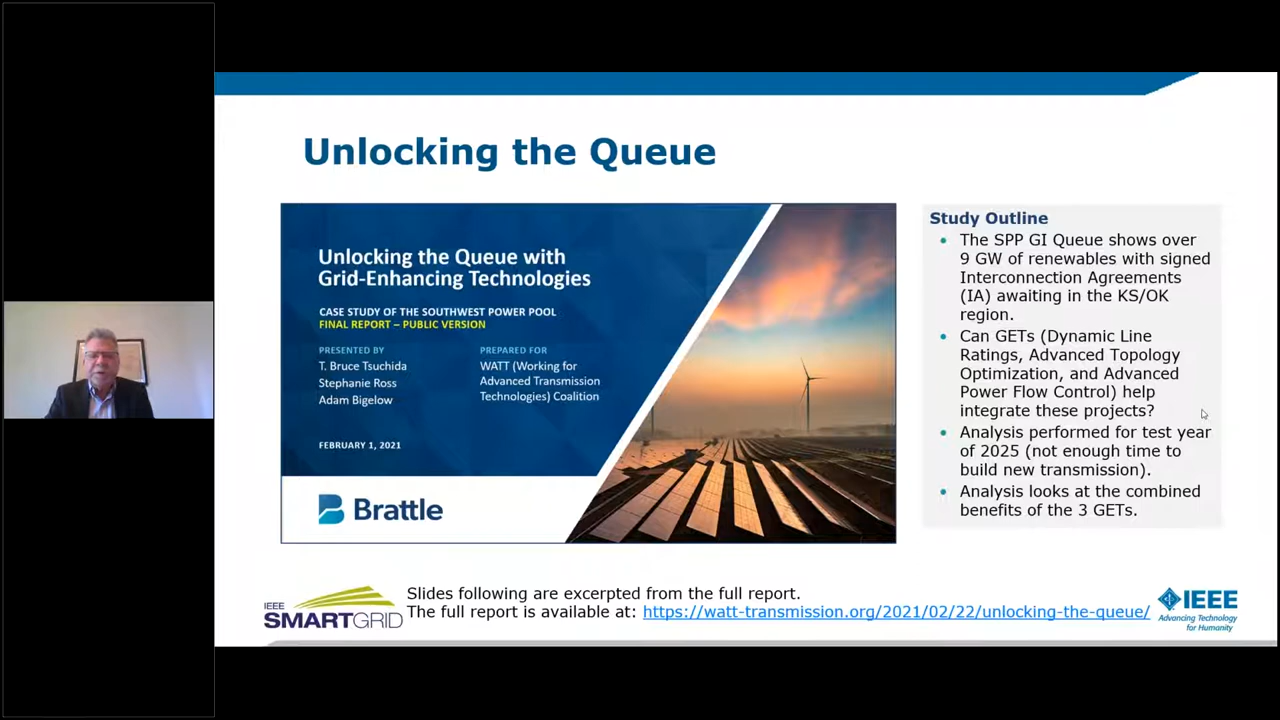 Unlocking the Queue
Unlocking the Queue with
Grid-Enhancing Technologies
CASE STUDY OF THE SOUTHWEST POWER POOL
FINAL REPORT – PUBLIC VERSION
PRESENTED BY
T. Bruce Tsuchida
Stephanie Ross
Adam Bigelow
PREPARED FOR
WATT (Working for
Advanced Transmission
Technologies) Coalition
FEBRUARY 1, 2021
Brattle
Study Outline
• The SPP GI Queue shows over
9 GW of renewables with signed
Interconnection Agreements
(IA) awaiting in the KS/OK
region.
• Can GETs (Dynamic Line
Ratings, Advanced Topology
Optimization, and Advanced
Power Flow Control) help
integrate these projects?
• Analysis performed for test year
of 2025 (not enough time to
build new transmission).
• Analysis looks at the combined
benefits of the 3 GETs.
IEEE
SMARTGRID
Slides following are excerpted from the full report.
The full report is available at: https://watt-transmission.org/2021/02/22/unlocking-the-queue/
IEEE
Advancing Technology
for Humanity